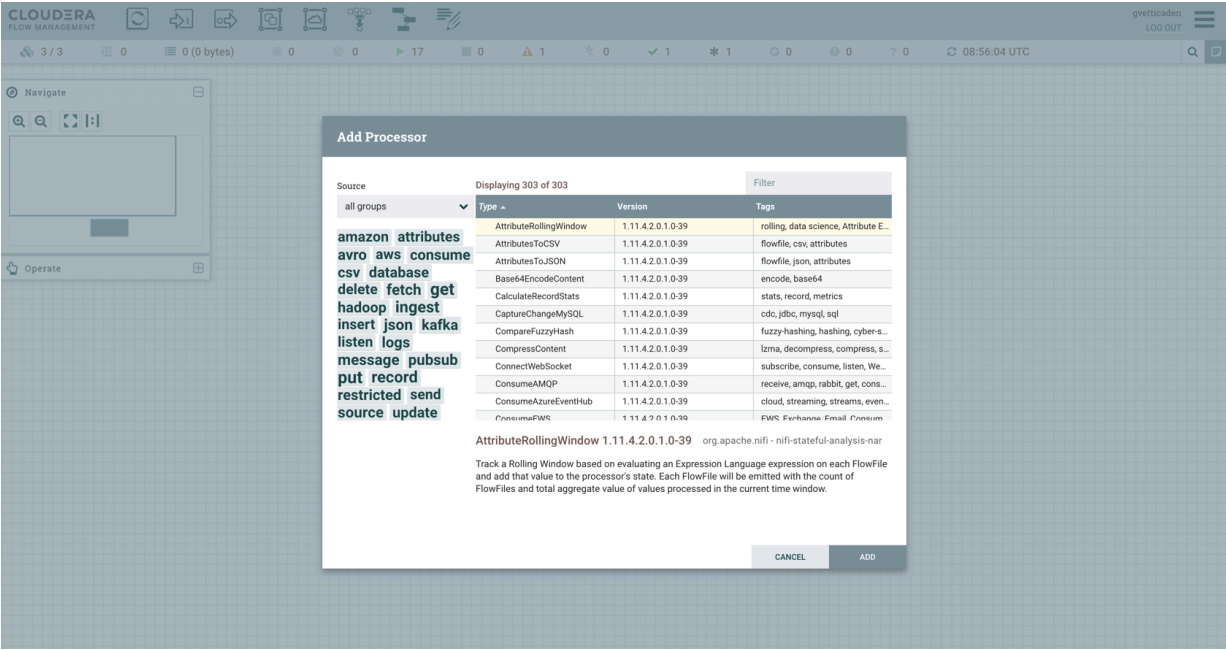 CLOUDERA
FLOW MANAGEMENT
gvetticaden
LOG OUT
3 / 3 0 0 (0 bytes) 0 0 17 0 1 0 1 1 0 0 0 08:56:04 UTC
Navigate
Operate
Add Processor
Source
all groups
amazon attributes
avro aws consume
csv database
delete fetch get
hadoop ingest
insert json kafka
listen logs
message pubsub
put record
restricted send
source update
Displaying 303 of 303
Filter
Type Version Tags
AttributeRollingWindow 1.11.4.2.0.1.0-39 rolling, data science, Attribute E...
AttributesToCSV 1.11.4.2.0.1.0-39 flowfile, csv, attributes
AttributesToJSON 1.11.4.2.0.1.0-39 flowfile, json, attributes
Base64EncodeContent 1.11.4.2.0.1.0-39 encode, base64
CalculateRecordStats 1.11.4.2.0.1.0-39 stats, record, metrics
CaptureChangeMySQL 1.11.4.2.0.1.0-39 cdc, jdbc, mysql, sql
CompareFuzzyHash 1.11.4.2.0.1.0-39 fuzzy-hashing, hashing, cyber-s...
CompressContent 1.11.4.2.0.1.0-39 lzma, decompress, compress, s...
ConnectWebSocket 1.11.4.2.0.1.0-39 subscribe, consume, listen, We...
ConsumeAMQP 1.11.4.2.0.1.0-39 receive, amqp, rabbit, get, cons...
ConsumeAzureEventHub 1.11.4.2.0.1.0-39 cloud, streaming, streams, even...
ConsumeEWS 1.11.4.2.0.1.0-39 EWS, Exchange, Email, Consum...
AttributeRollingWindow 1.11.4.2.0.1.0-39 org.apache.nifi - nifi-stateful-analysis-nar
Track a Rolling Window based on evaluating an Expression Language expression on each FlowFile
and add that value to the processor's state. Each FlowFile will be emitted with the count of
FlowFiles and total aggregate value of values processed in the current time window.
CANCEL ADD